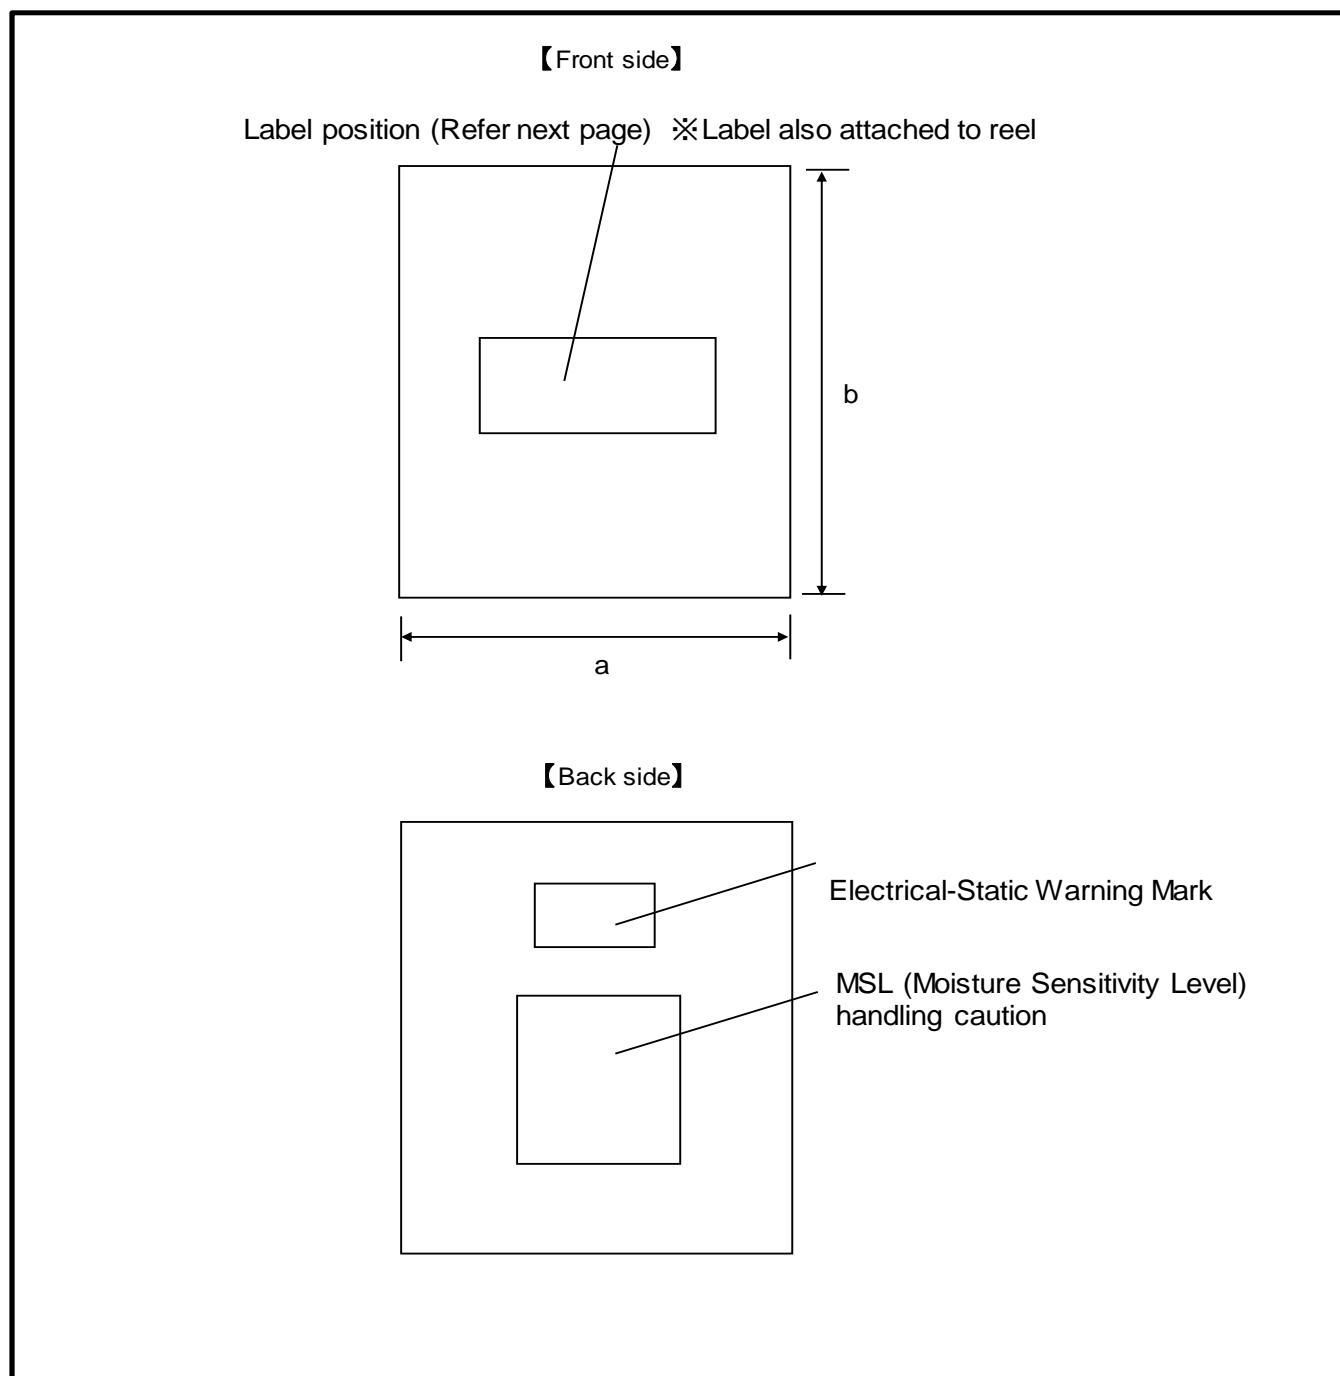 【Front side】
Label position (Refer next page) ※Label also attached to reel
b
a
【Back side】
Electrical-Static Warning Mark
MSL (Moisture Sensitivity Level)
handling caution